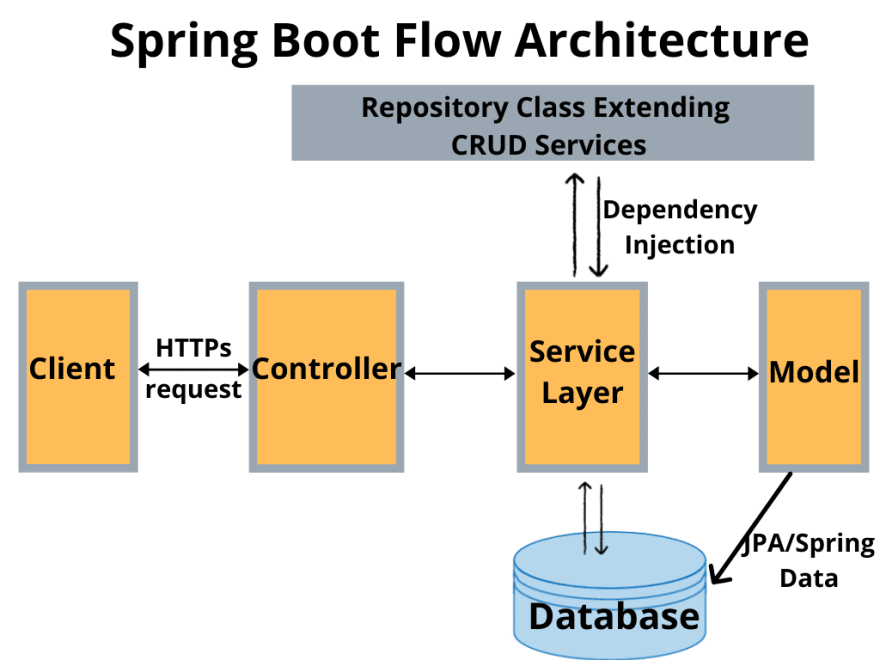 Spring Boot Flow Architecture
Repository Class Extending
CRUD Services
Dependency
Injection
Client
HTTPs
request
Controller
Service
Layer
Model
JPA/Spring
Data
Database